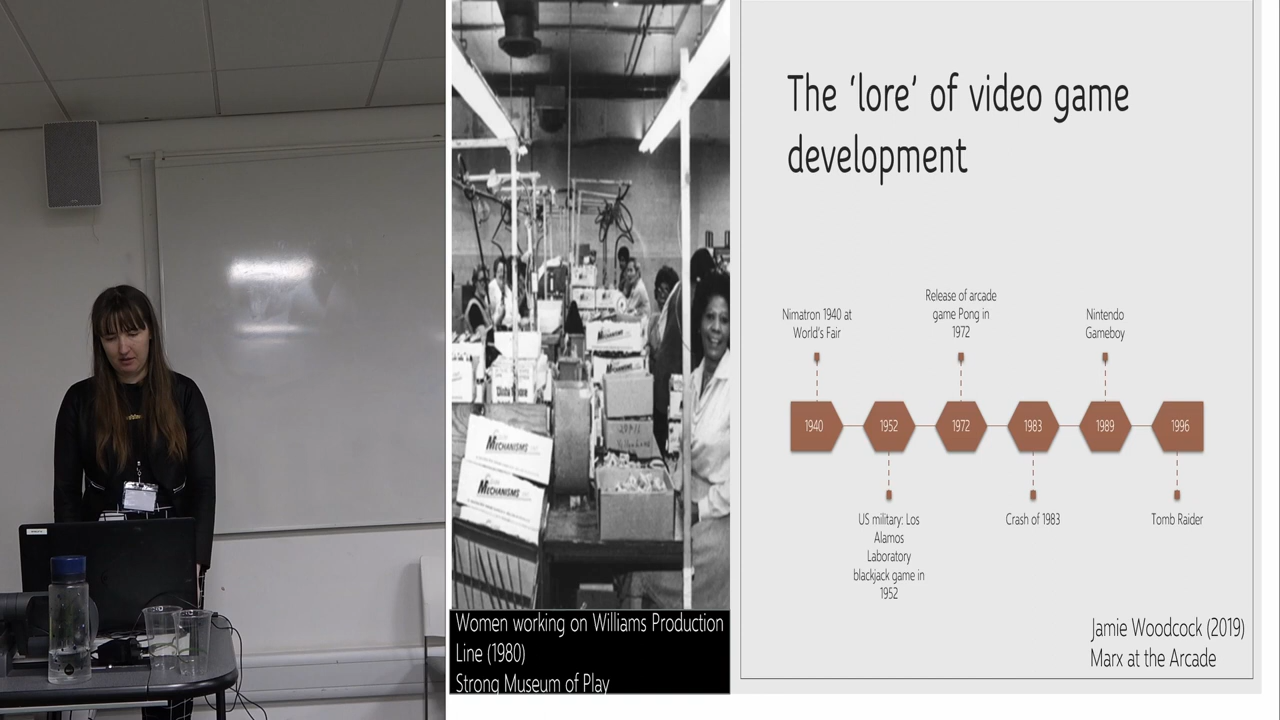 The 'lore' of video game
development
Nimatron 1940 at
World's Fair
Release of arcade
game Pong in
1972
Nintendo
Gameboy
1940
1952
1972
1983
1989
1996
US military: Los
Alamos
Laboratory
blackjack game in
1952
Crash of 1983
Tomb Raider
Jamie Woodcock (2019)
Marx at the Arcade
MECHANISMS
MECHANISMS
Women working on Williams Production
Line (1980)
Strong Museum of Play